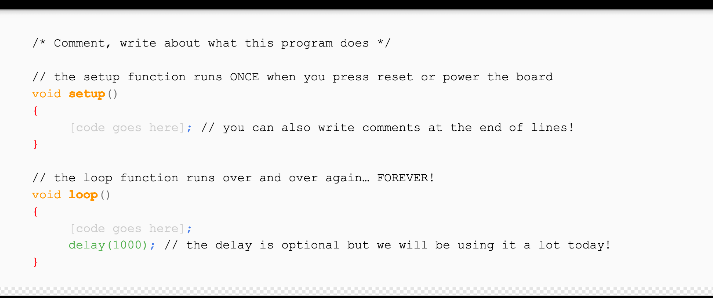 /* Comment, write about what this program does */
// the setup function runs ONCE when you press reset or power the board
void setup()
{
[code goes here]; // you can also write comments at the end of lines!
}
// the loop function runs over and over again… FOREVER!
void loop()
{
[code goes here];
delay(1000); // the delay is optional but we will be using it a lot today!
}